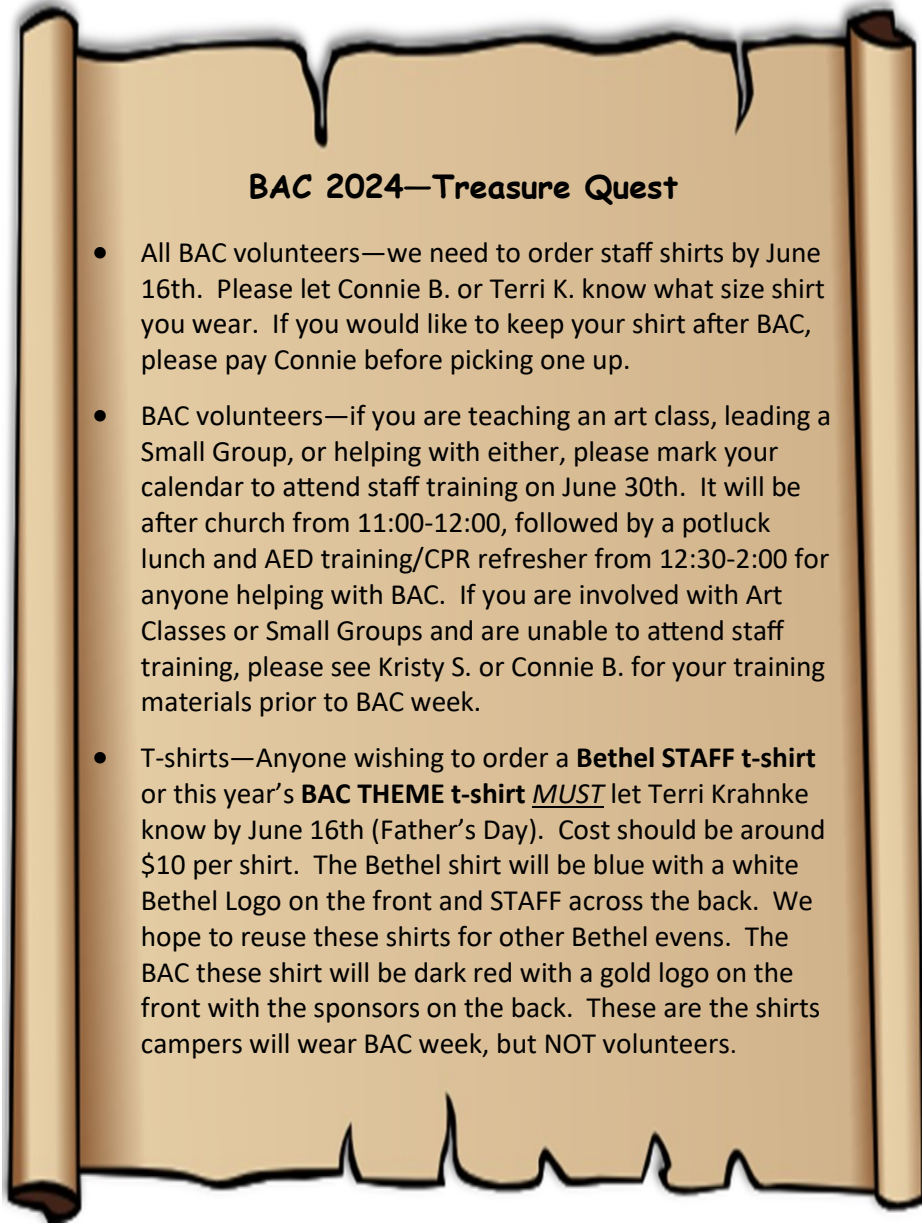 BAC 2024—Treasure Quest
• All BAC volunteers—we need to order staff shirts by June
16th.  Please let Connie B. or Terri K. know what size shirt
you wear.  If you would like to keep your shirt after BAC,
please pay Connie before picking one up.
• BAC volunteers—if you are teaching an art class, leading a
Small Group, or helping with either, please mark your
calendar to attend staff training on June 30th.  It will be
after church from 11:00-12:00, followed by a potluck
lunch and AED training/CPR refresher from 12:30-2:00 for
anyone helping with BAC.  If you are involved with Art
Classes or Small Groups and are unable to attend staff
training, please see Kristy S. or Connie B. for your training
materials prior to BAC week.
• T-shirts—Anyone wishing to order a Bethel STAFF t-shirt
or this year’s BAC THEME t-shirt MUST let Terri Krahnke
know by June 16th (Father’s Day).  Cost should be around
$10 per shirt.  The Bethel shirt will be blue with a white
Bethel Logo on the front and STAFF across the back.  We
hope to reuse these shirts for other Bethel evens.  The
BAC these shirt will be dark red with a gold logo on the
front with the sponsors on the back.  These are the shirts
campers will wear BAC week, but NOT volunteers.